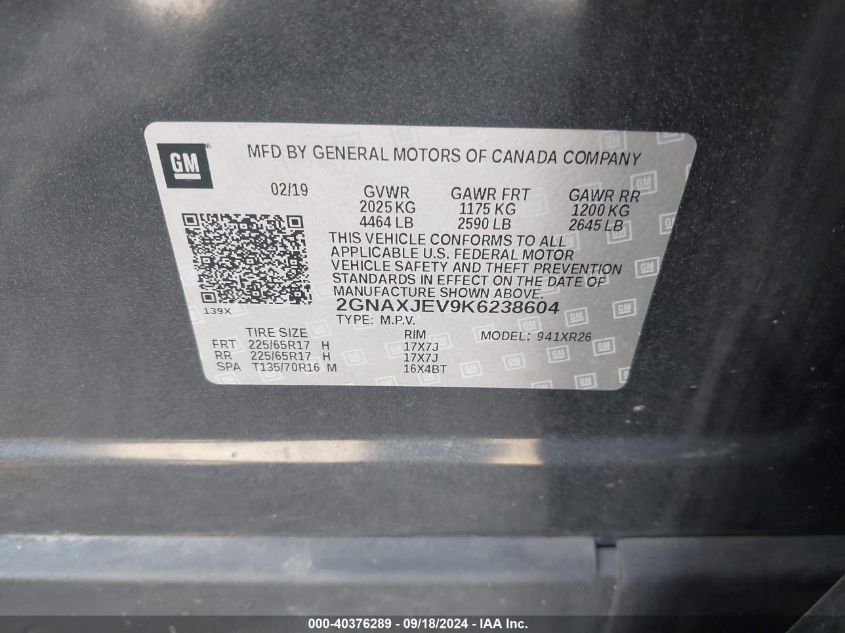 GM
MFD BY GENERAL MOTORS OF CANADA COMPANY
02/19 GVWR GAWR FRT GAWR RR
2025 KG 1175 KG 1200 KG
4464 LB 2590 LB 2645 LB
THIS VEHICLE CONFORMS TO ALL
APPLICABLE U.S. FEDERAL MOTOR
VEHICLE SAFETY AND THEFT PREVENTION
STANDARDS IN EFFECT ON THE DATE OF
MANUFACTURE SHOWN ABOVE.
139X
2GNAXJEV9K6238604
TYPE: M.P.V.
TIRE SIZE RIM MODEL: 941XR26
FRT 225/65R17 H 17X7J
RR 225/65R17 H 17X7J
SPA T135/70R16 M 16X4BT
000-40376289 - 09/18/2024 - IAA Inc.